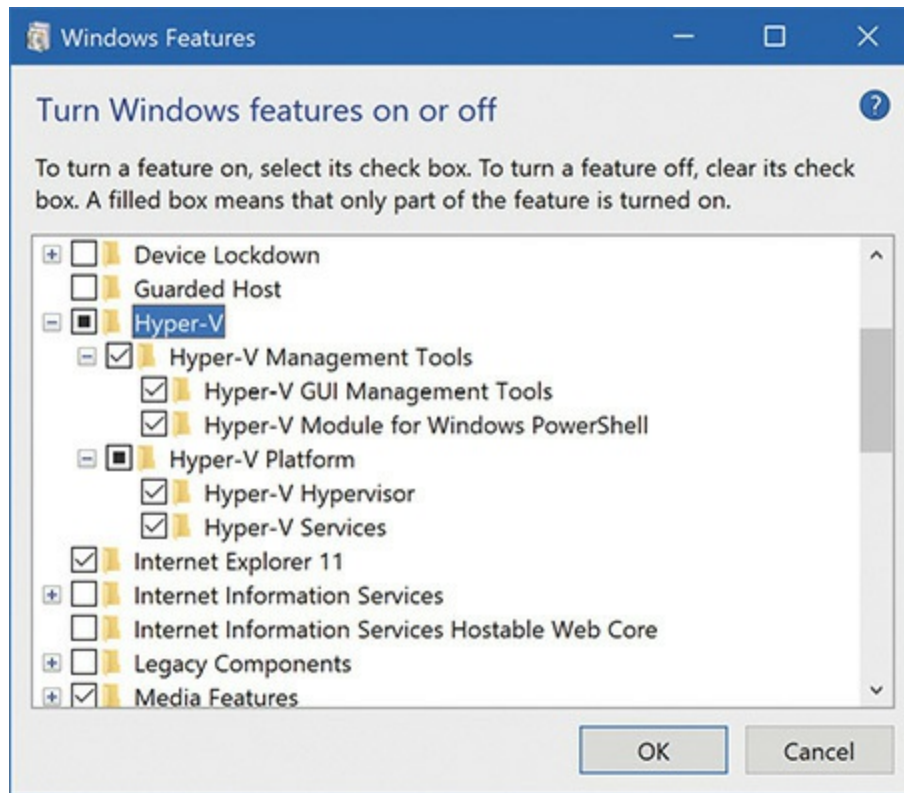 Windows Features
Turn Windows features on or off
?
To turn a feature on, select its check box. To turn a feature off, clear its check
box. A filled box means that only part of the feature is turned on.
Device Lockdown
Guarded Host
Hyper-V
Hyper-V Management Tools
Hyper-V GUI Management Tools
Hyper-V Module for Windows PowerShell
Hyper-V Platform
Hyper-V Hypervisor
Hyper-V Services
Internet Explorer 11
Internet Information Services
Internet Information Services Hostable Web Core
Legacy Components
Media Features
OK
Cancel